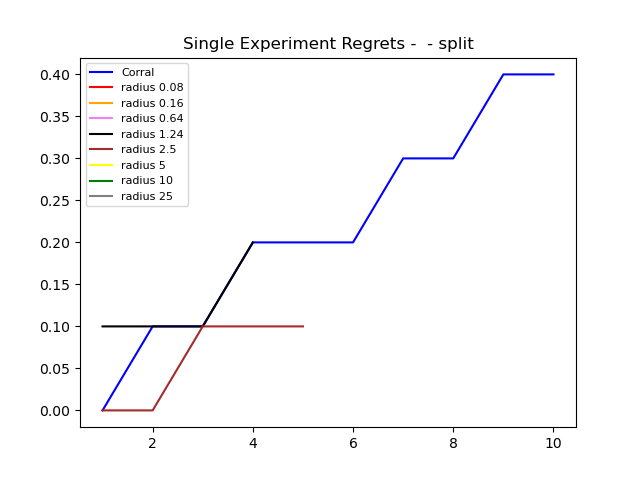 Single Experiment Regrets -  - split
Corral
radius 0.08
radius 0.16
radius 0.64
radius 1.24
radius 2.5
radius 5
radius 10
radius 25
0.40
0.35
0.30
0.25
0.20
0.15
0.10
0.05
0.00
2 4 6 8 10